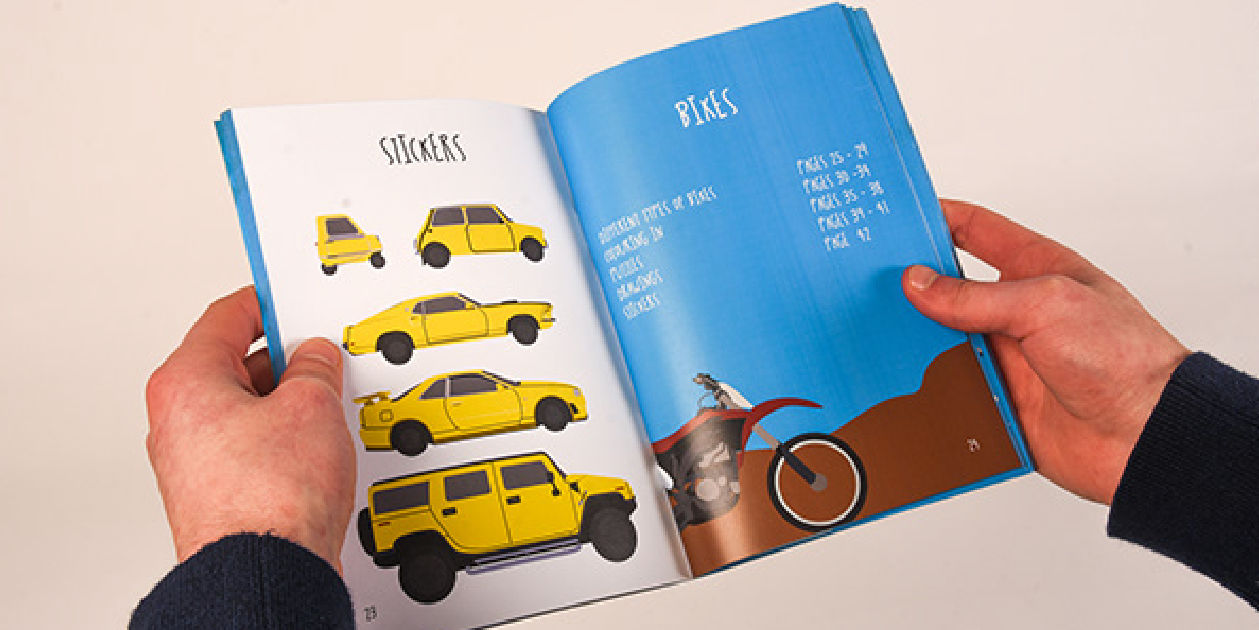 STICKERS
23
BIKES
DIFFERENT TYPES OF BIKES
COLOURING IN
PUZZLES
DRAWINGS
STICKERS
PAGES 25 - 29
PAGES 30 - 34
PAGES 35 - 38
PAGES 39 - 41
PAGE 42